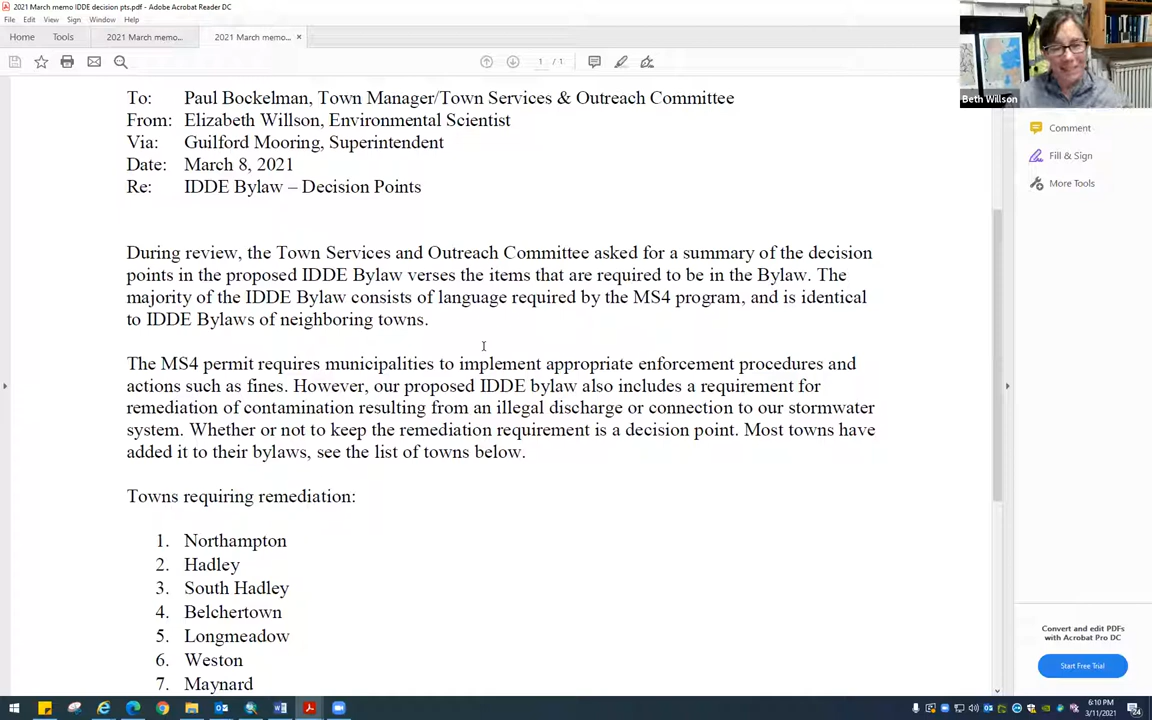 2021 March memo IDDE decision pts.pdf - Adobe Acrobat Reader DC
File Edit View Sign Window Help
Home Tools 2021 March memo... 2021 March memo... ×
1 / 1
Beth Willson
To: Paul Bockelman, Town Manager/Town Services & Outreach Committee
From: Elizabeth Willson, Environmental Scientist
Via: Guilford Mooring, Superintendent
Date: March 8, 2021
Re: IDDE Bylaw – Decision Points
During review, the Town Services and Outreach Committee asked for a summary of the decision
points in the proposed IDDE Bylaw verses the items that are required to be in the Bylaw. The
majority of the IDDE Bylaw consists of language required by the MS4 program, and is identical
to IDDE Bylaws of neighboring towns.
The MS4 permit requires municipalities to implement appropriate enforcement procedures and
actions such as fines. However, our proposed IDDE bylaw also includes a requirement for
remediation of contamination resulting from an illegal discharge or connection to our stormwater
system. Whether or not to keep the remediation requirement is a decision point. Most towns have
added it to their bylaws, see the list of towns below.
Towns requiring remediation:
1. Northampton
2. Hadley
3. South Hadley
4. Belchertown
5. Longmeadow
6. Weston
7. Maynard
Comment
Fill & Sign
More Tools
Convert and edit PDFs
with Acrobat Pro DC
Start Free Trial
6:10 PM
3/11/2021
24